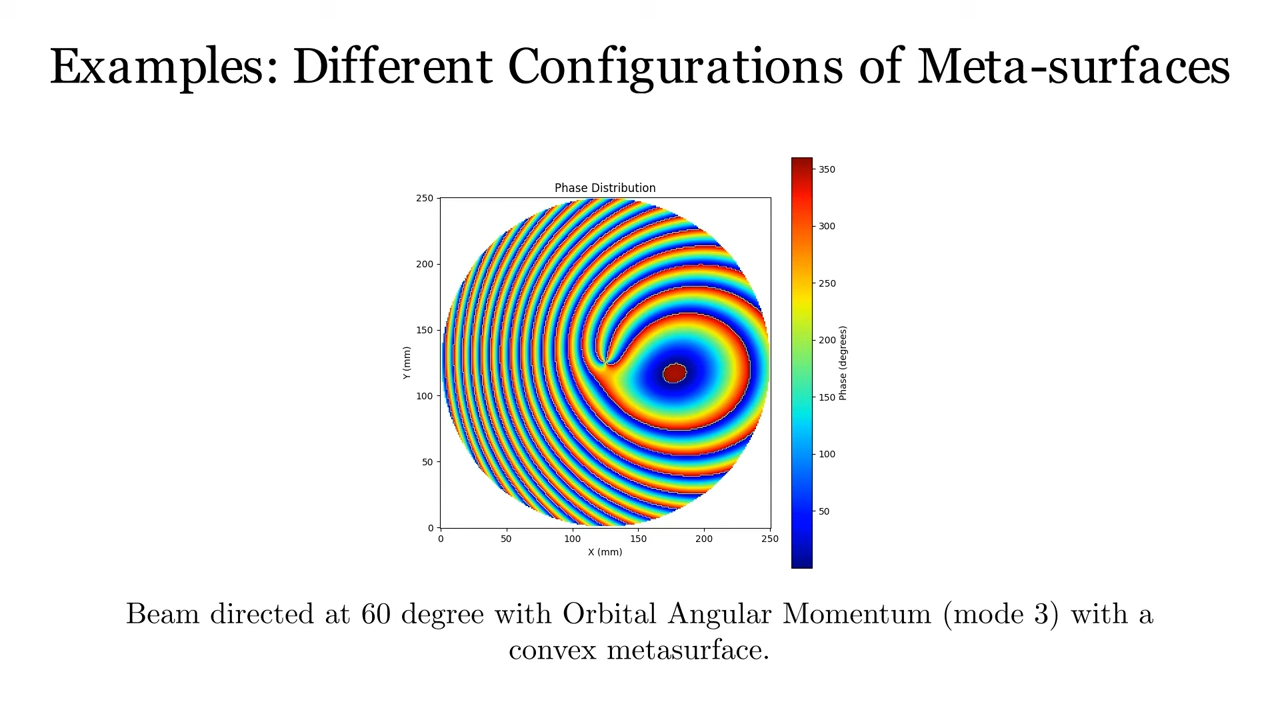 Examples: Different Configurations of Meta-surfaces
Phase Distribution
250
200
150
100
50
0
Y (mm)
0 50 100 150 200 250
X (mm)
350
300
250
200
150
100
50
Phase (degrees)
Beam directed at 60 degree with Orbital Angular Momentum (mode 3) with a
convex metasurface.